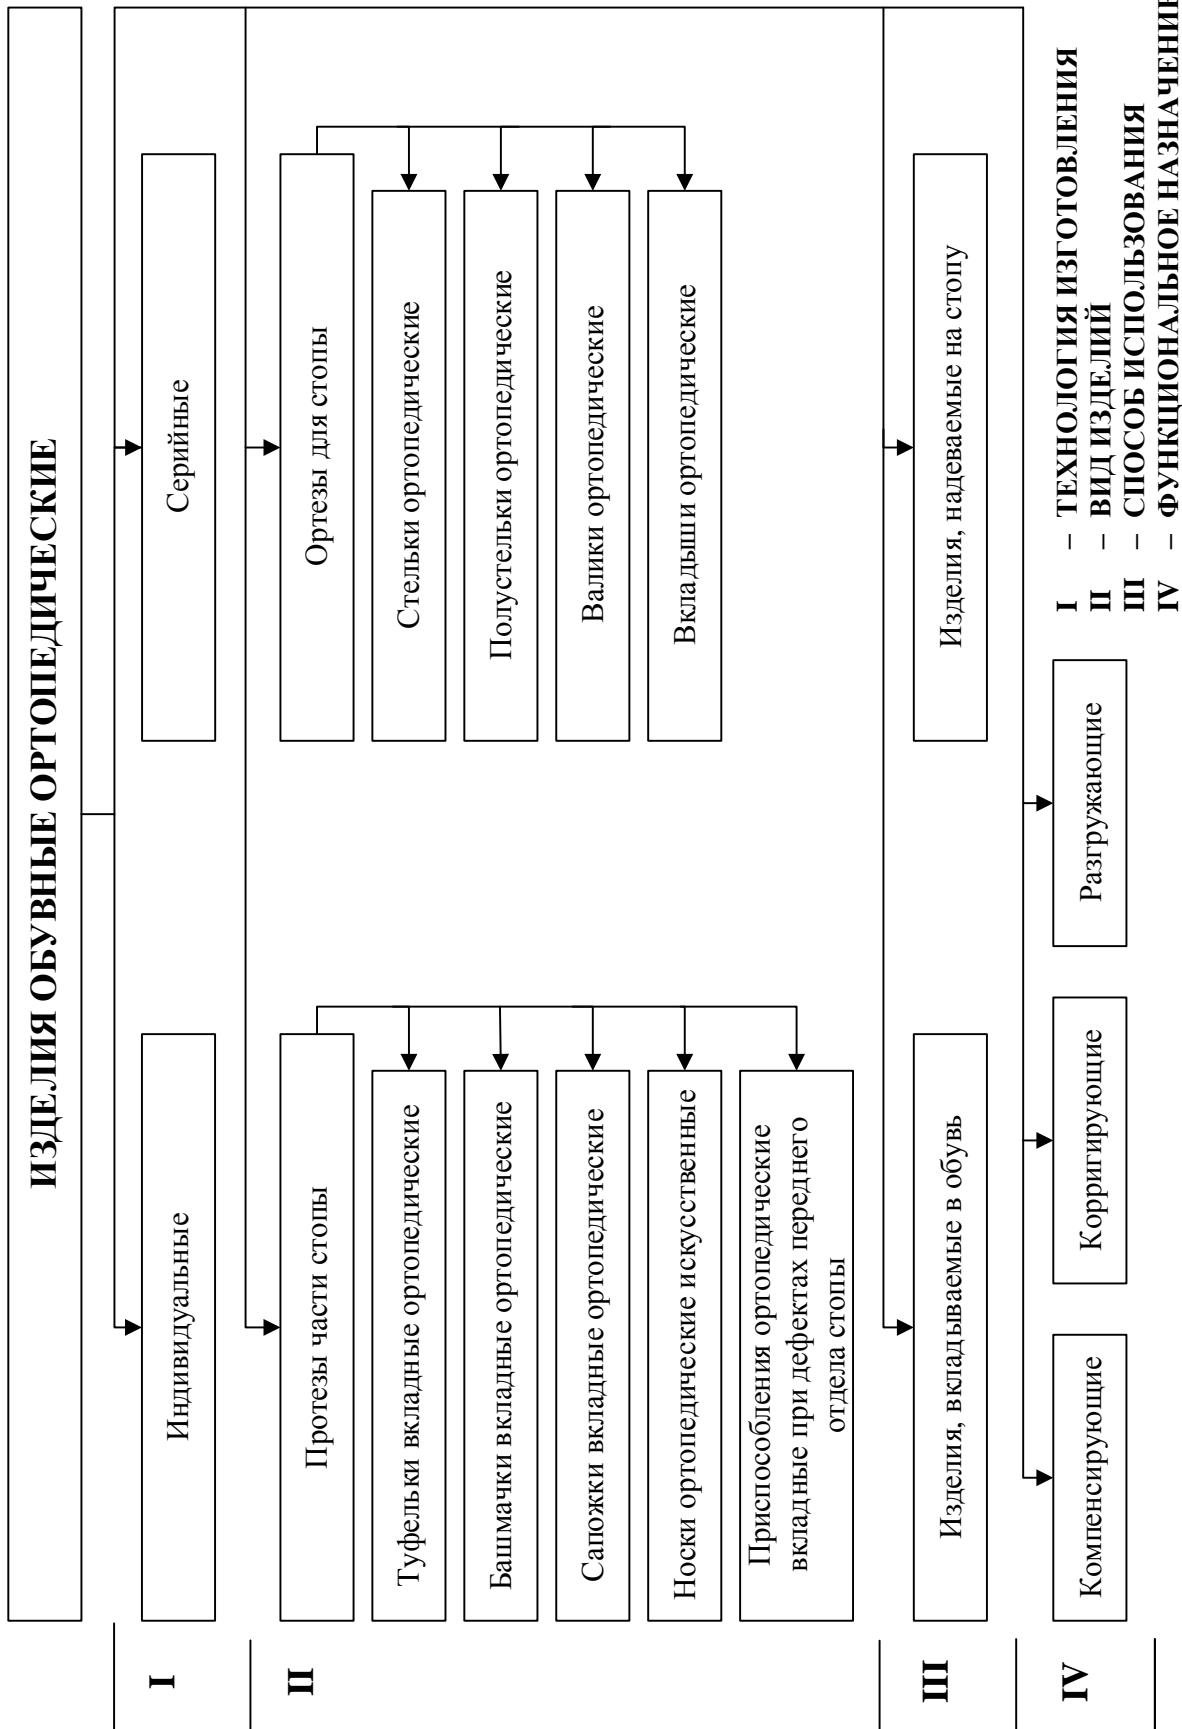 ИЗДЕЛИЯ ОБУВНЫЕ ОРТОПЕДИЧЕСКИЕ
I
Индивидуальные
Серийные
II
Протезы части стопы
Туфельки вкладные ортопедические
Башмачки вкладные ортопедические
Сапожки вкладные ортопедические
Носки ортопедические искусственные
Приспособления ортопедические
вкладные при дефектах переднего
отдела стопы
Ортезы для стопы
Стельки ортопедические
Полустельки ортопедические
Валики ортопедические
Вкладыши ортопедические
III
Изделия, вкладываемые в обувь
Изделия, надеваемые на стопу
IV
Компенсирующие
Корригирующие
Разгружающие
I – ТЕХНОЛОГИЯ ИЗГОТОВЛЕНИЯ
II – ВИД ИЗДЕЛИЙ
III – СПОСОБ ИСПОЛЬЗОВАНИЯ
IV – ФУНКЦИОНАЛЬНОЕ НАЗНАЧЕНИЕ